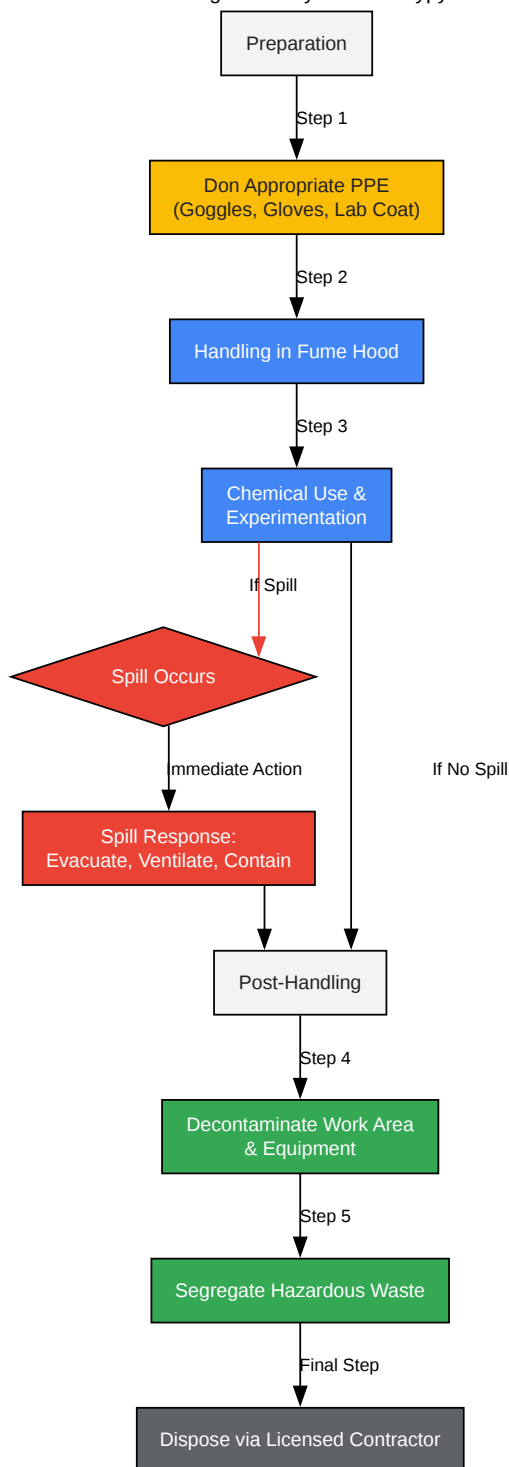 Preparation
Step 1
Don Appropriate PPE
(Goggles, Gloves, Lab Coat)
Step 2
Handling in Fume Hood
Step 3
Chemical Use &
Experimentation
If Spill
Spill Occurs
Immediate Action
If No Spill
Spill Response:
Evacuate, Ventilate, Contain
Post-Handling
Step 4
Decontaminate Work Area
& Equipment
Step 5
Segregate Hazardous Waste
Final Step
Dispose via Licensed Contractor